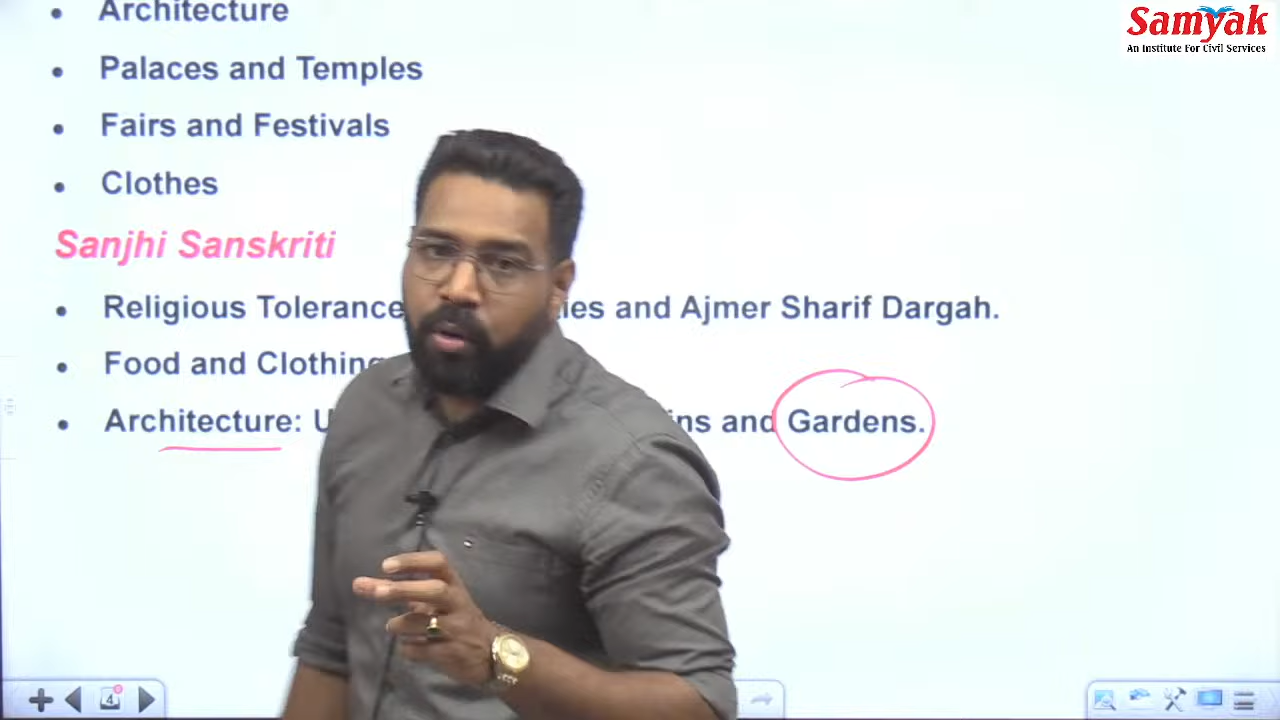 Samyak
An Institute For Civil Services
Architecture
Palaces and Temples
Fairs and Festivals
Clothes
Sanjhi Sanskriti
Religious Tolerance and Ajmer Sharif Dargah.
Food and Clothing
Architecture: and Gardens.
4